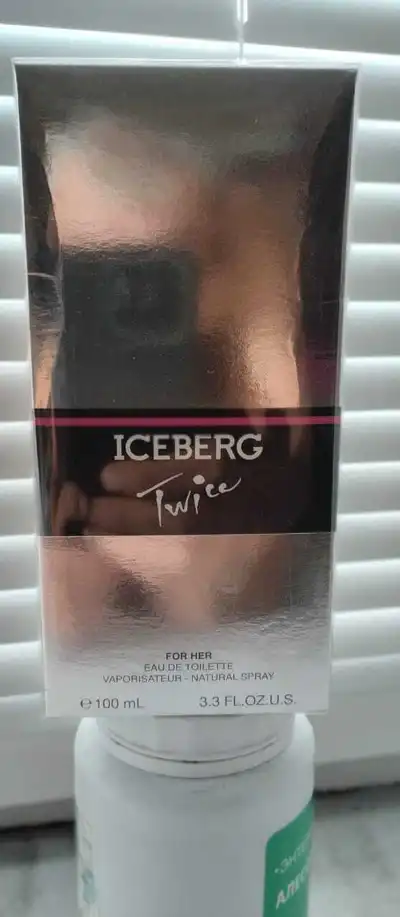 ICEBERG
Twice
FOR HER
EAU DE TOILETTE
VAPORISATEUR - NATURAL SPRAY
℮ 100 mL 3.3 FL.OZ.U.S.